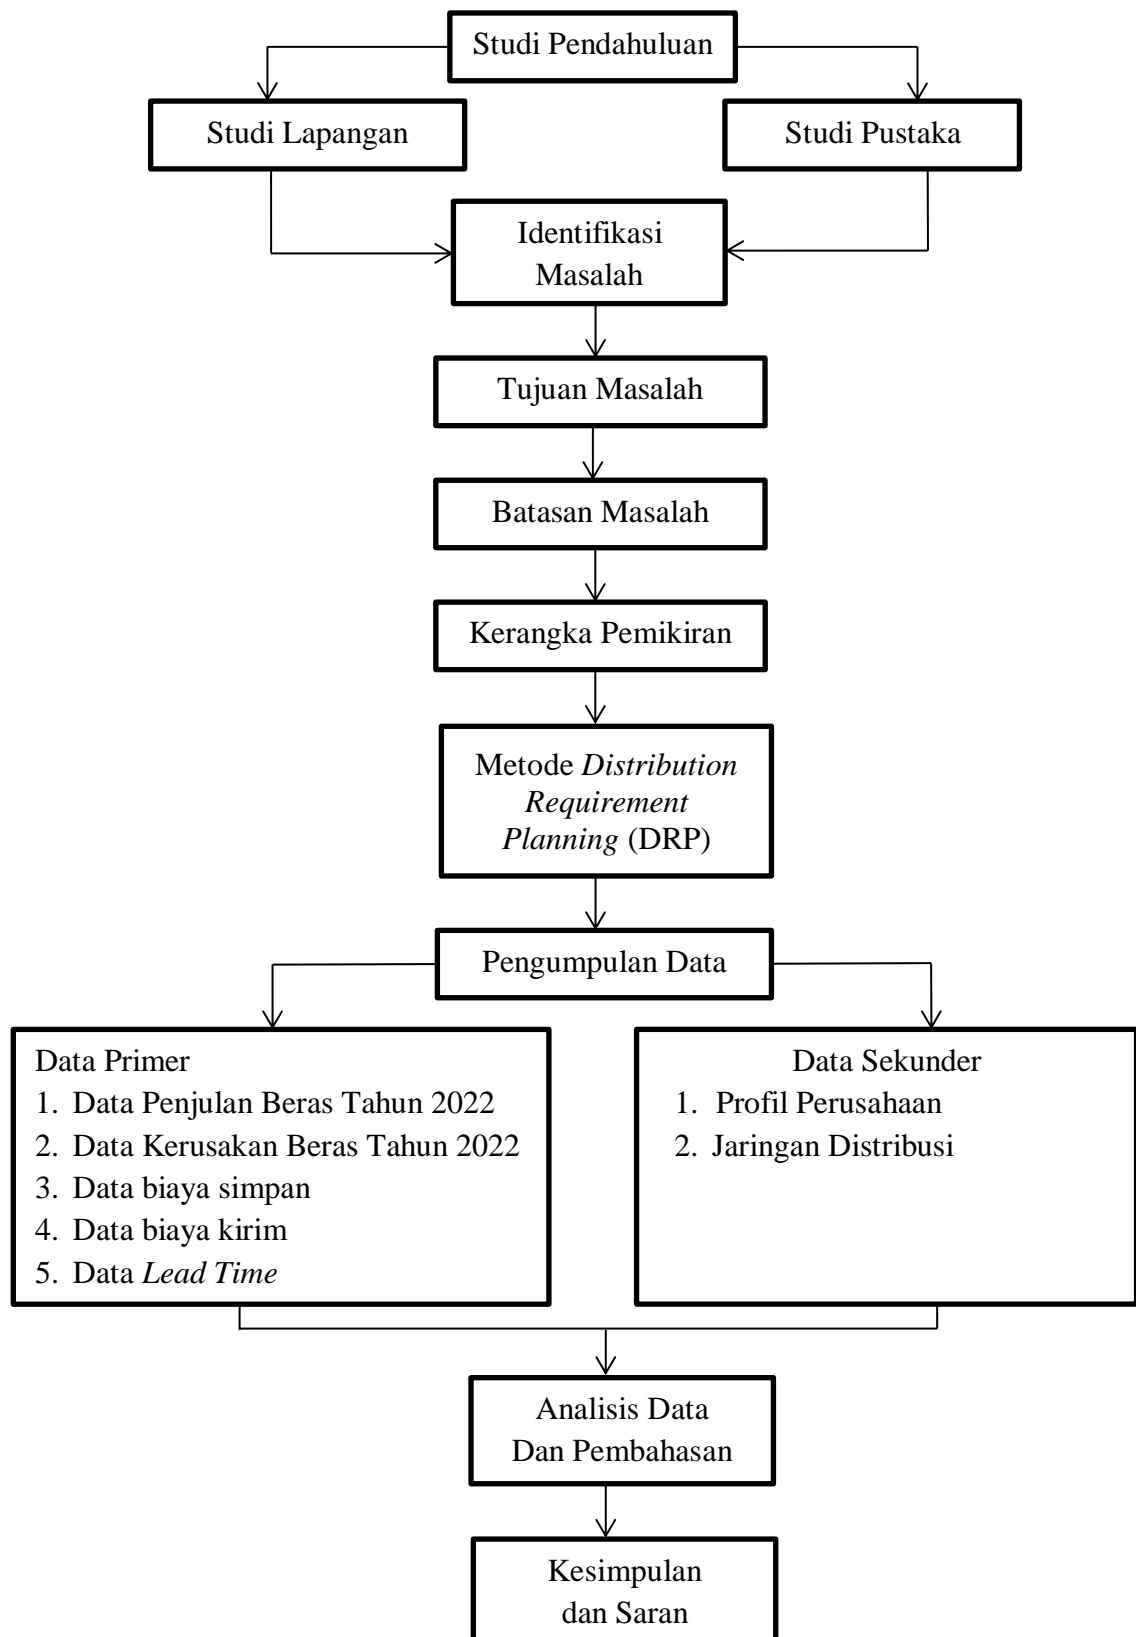 Studi Pendahuluan
Studi Lapangan
Studi Pustaka
Identifikasi
Masalah
Tujuan Masalah
Batasan Masalah
Kerangka Pemikiran
Metode Distribution
Requirement
Planning (DRP)
Pengumpulan Data
Data Primer
1. Data Penjulan Beras Tahun 2022
2. Data Kerusakan Beras Tahun 2022
3. Data biaya simpan
4. Data biaya kirim
5. Data Lead Time
Data Sekunder
1. Profil Perusahaan
2. Jaringan Distribusi
Analisis Data
Dan Pembahasan
Kesimpulan
dan Saran